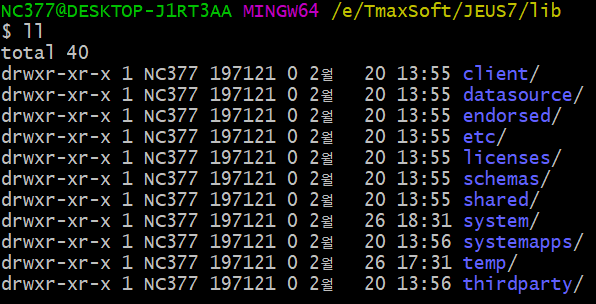 NC377@DESKTOP-J1RT3AA MINGW64 /e/TmaxSoft/JEUS7/lib
$ ll
total 40
drwxr-xr-x 1 NC377 197121 0 2월 20 13:55 client/
drwxr-xr-x 1 NC377 197121 0 2월 20 13:55 datasource/
drwxr-xr-x 1 NC377 197121 0 2월 20 13:55 endorsed/
drwxr-xr-x 1 NC377 197121 0 2월 20 13:55 etc/
drwxr-xr-x 1 NC377 197121 0 2월 20 13:55 licenses/
drwxr-xr-x 1 NC377 197121 0 2월 20 13:55 schemas/
drwxr-xr-x 1 NC377 197121 0 2월 20 13:55 shared/
drwxr-xr-x 1 NC377 197121 0 2월 26 18:31 system/
drwxr-xr-x 1 NC377 197121 0 2월 20 13:56 systemapps/
drwxr-xr-x 1 NC377 197121 0 2월 26 17:31 temp/
drwxr-xr-x 1 NC377 197121 0 2월 20 13:56 thirdparty/